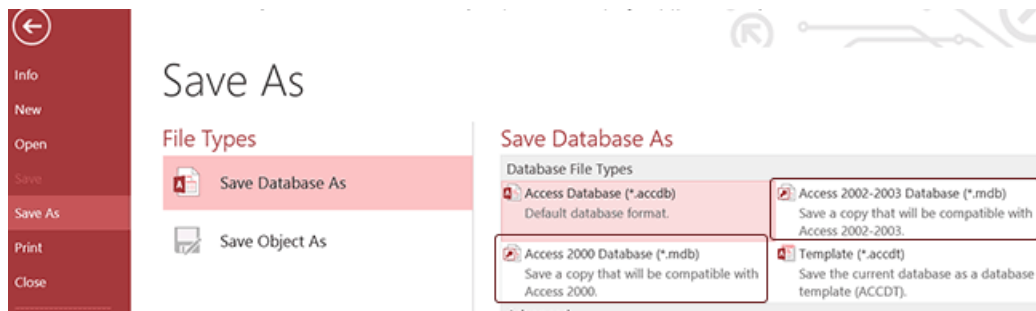 Info
New
Open
Save
Save As
Print
Close
Save As
File Types
Save Database As
Save Object As
Save Database As
Database File Types
Access Database (*.accdb)
Default database format.
Access 2002-2003 Database (*.mdb)
Save a copy that will be compatible with
Access 2002-2003.
Access 2000 Database (*.mdb)
Save a copy that will be compatible with
Access 2000.
Template (*.accdt)
Save the current database as a database
template (ACCDT).